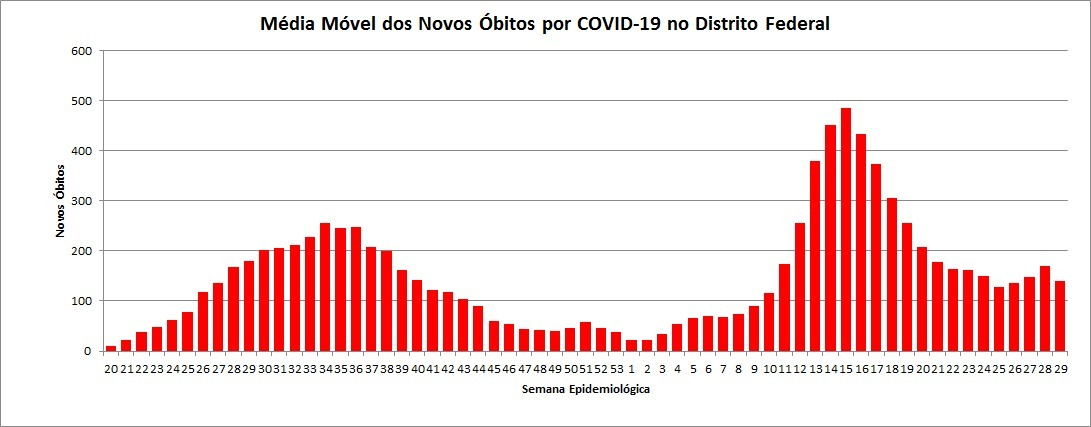 Média Móvel dos Novos Óbitos por COVID-19 no Distrito Federal
600
500
400
300
200
100
0
Novos Óbitos
20 21 22 23 24 25 26 27 28 29 30 31 32 33 34 35 36 37 38 39 40 41 42 43 44 45 46 47 48 49 50 51 52 53 1 2 3 4 5 6 7 8 9 10 11 12 13 14 15 16 17 18 19 20 21 22 23 24 25 26 27 28 29
Semana Epidemiológica